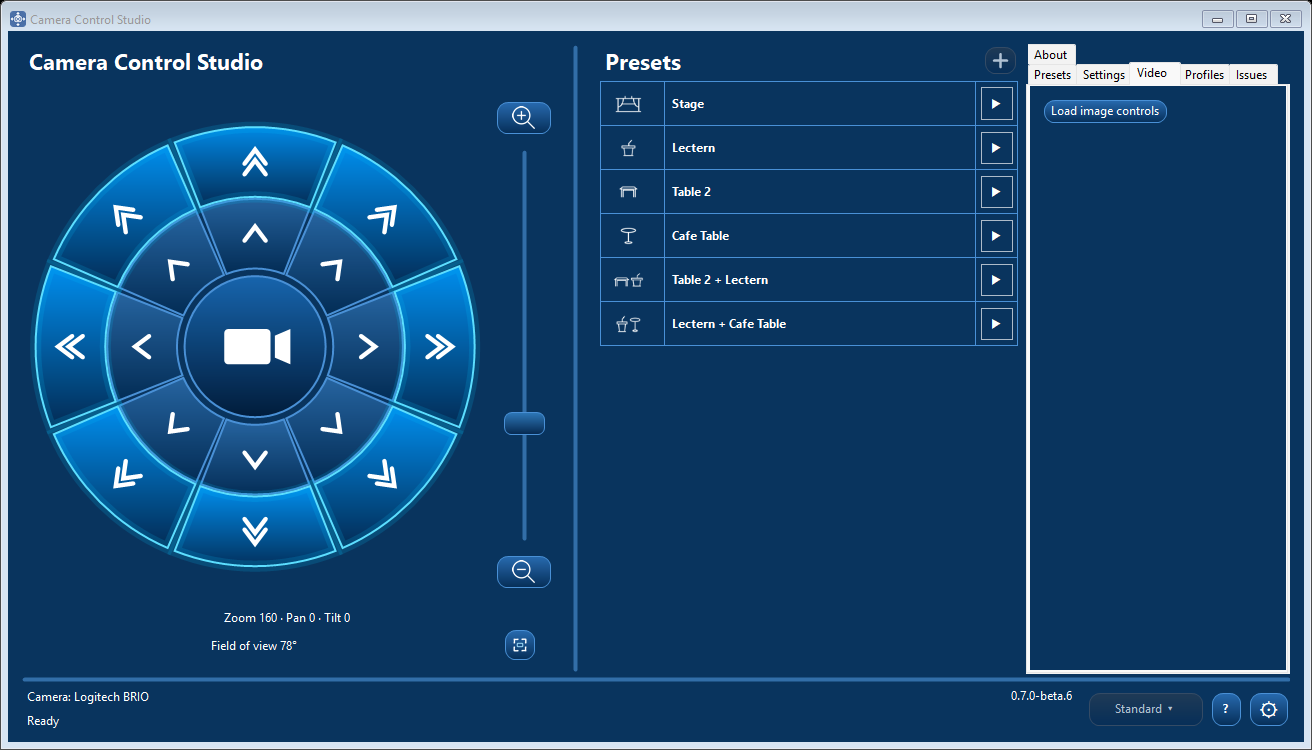 Camera Control Studio
Camera Control Studio
Zoom 160 · Pan 0 · Tilt 0
Field of view 78°
Presets
Stage
Lectern
Table 2
Cafe Table
Table 2 + Lectern
Lectern + Cafe Table
About
Presets Settings Video Profiles Issues
Load image controls
Camera: Logitech BRIO
Ready
0.7.0-beta.6
Standard
?